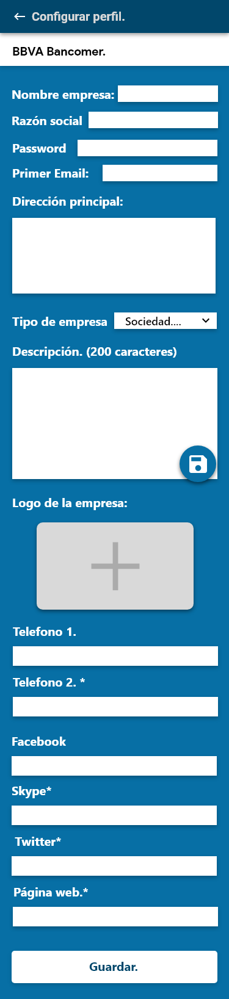 Configurar perfil.
BBVA Bancomer.
Nombre empresa:
Razón social
Password
Primer Email:
Dirección principal:
Tipo de empresa Sociedad....
Descripción. (200 caracteres)
Logo de la empresa:
Telefono 1.
Telefono 2. *
Facebook
Skype*
Twitter*
Página web.*
Guardar.